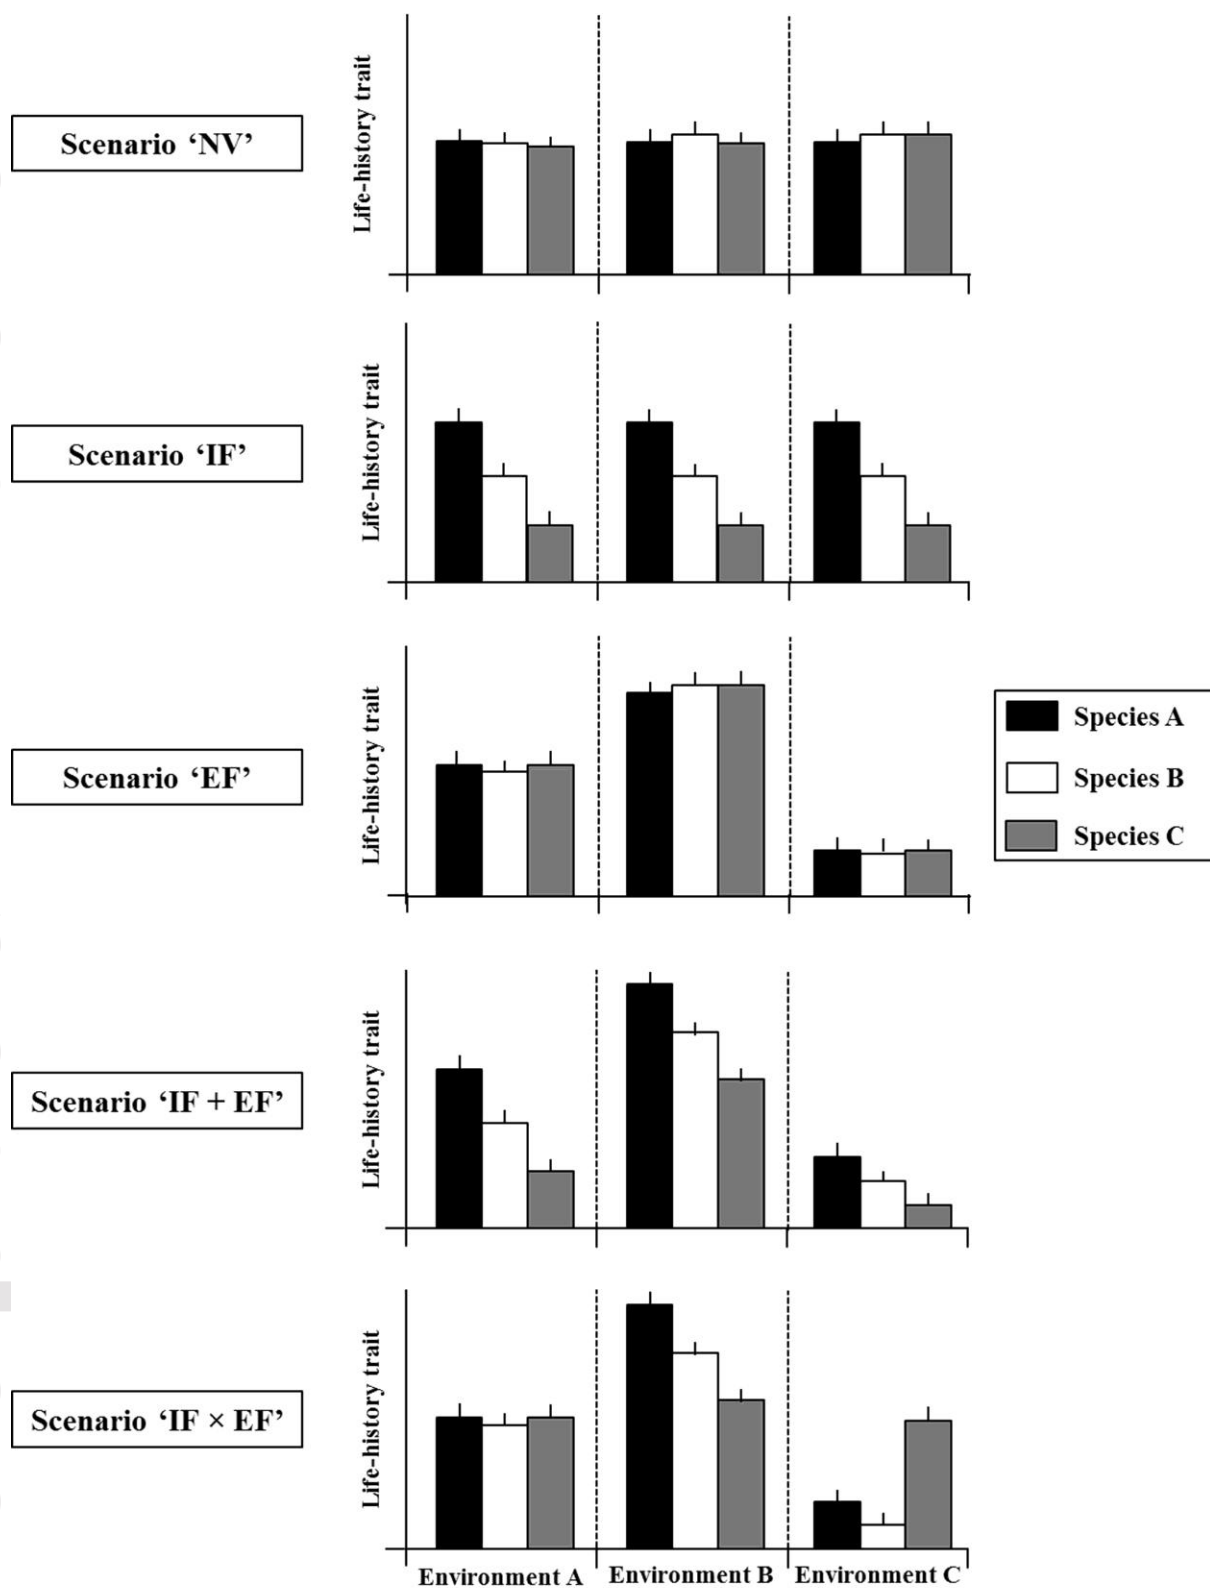 Scenario ‘NV’
Life-history trait
Scenario ‘IF’
Life-history trait
Scenario ‘EF’
Life-history trait
Species A
Species B
Species C
Scenario ‘IF + EF’
Life-history trait
Scenario ‘IF × EF’
Life-history trait
Environment A
Environment B
Environment C